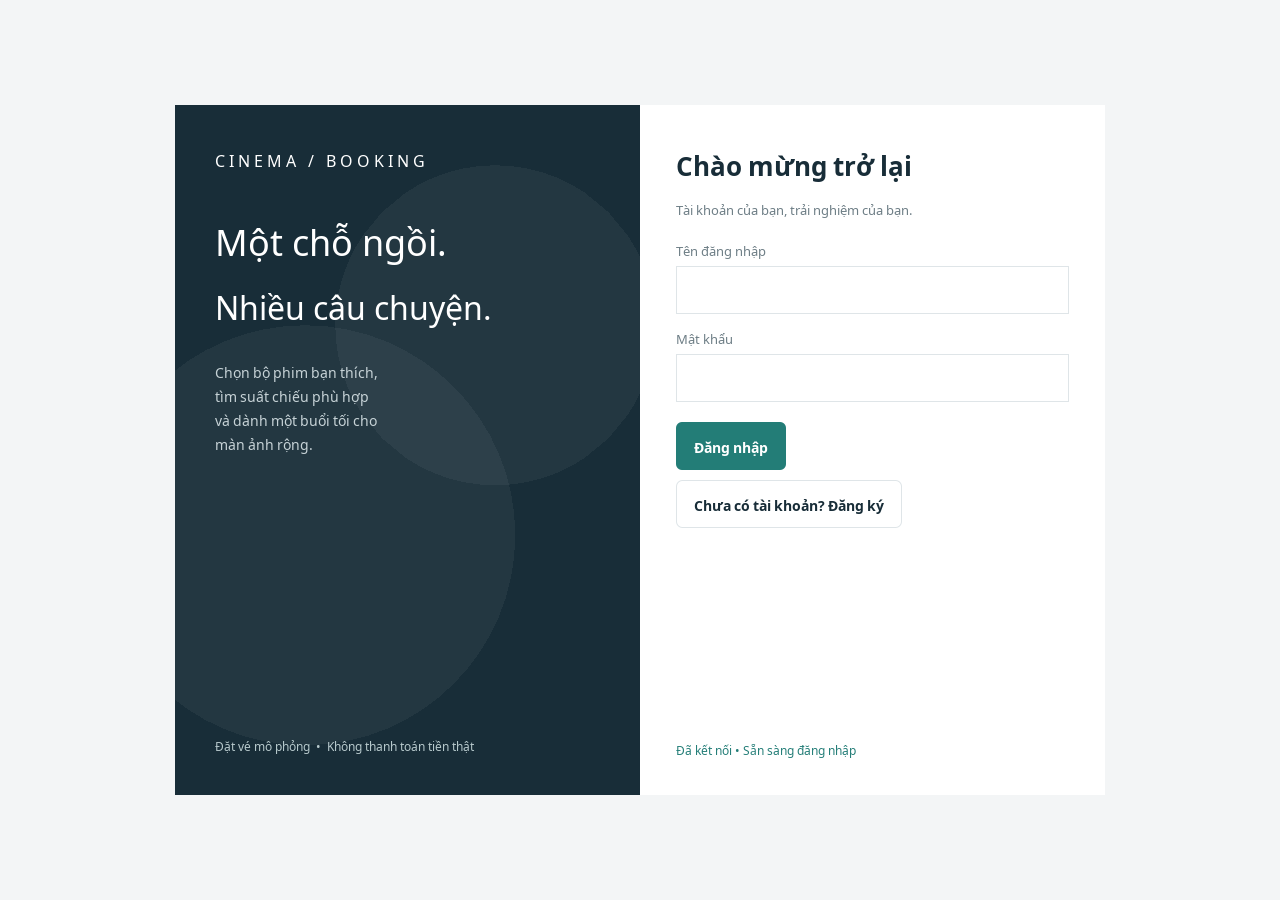 CINEMA / BOOKING
Một chỗ ngồi.
Nhiều câu chuyện.
Chọn bộ phim bạn thích,
tìm suất chiếu phù hợp
và dành một buổi tối cho
màn ảnh rộng.
Đặt vé mô phỏng • Không thanh toán tiền thật
Chào mừng trở lại
Tài khoản của bạn, trải nghiệm của bạn.
Tên đăng nhập
Mật khẩu
Đăng nhập
Chưa có tài khoản? Đăng ký
Đã kết nối • Sẵn sàng đăng nhập